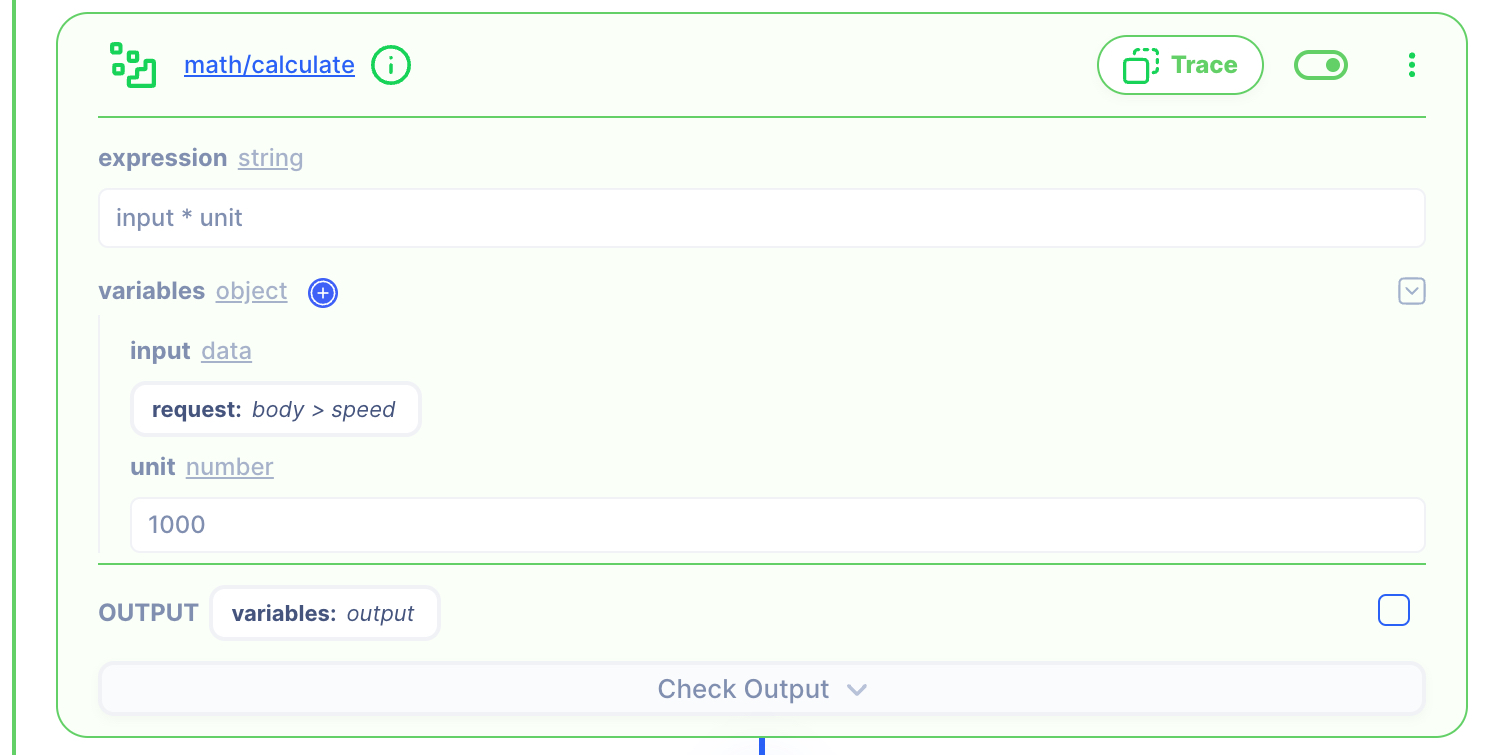 math/calculate
Trace
expression string
input * unit
variables object
input data
request: body > speed
unit number
1000
OUTPUT variables: output
Check Output